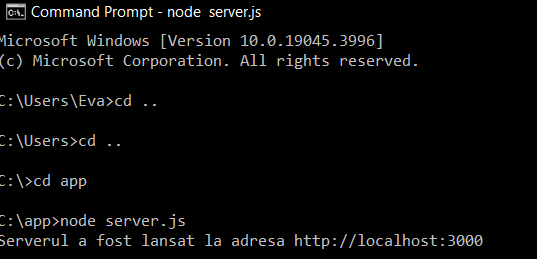 Command Prompt - node  server.js
Microsoft Windows [Version 10.0.19045.3996]
(c) Microsoft Corporation. All rights reserved.
C:\Users\Eva>cd ..
C:\Users>cd ..
C:\>cd app
C:\app>node server.js
Serverul a fost lansat la adresa http://localhost:3000